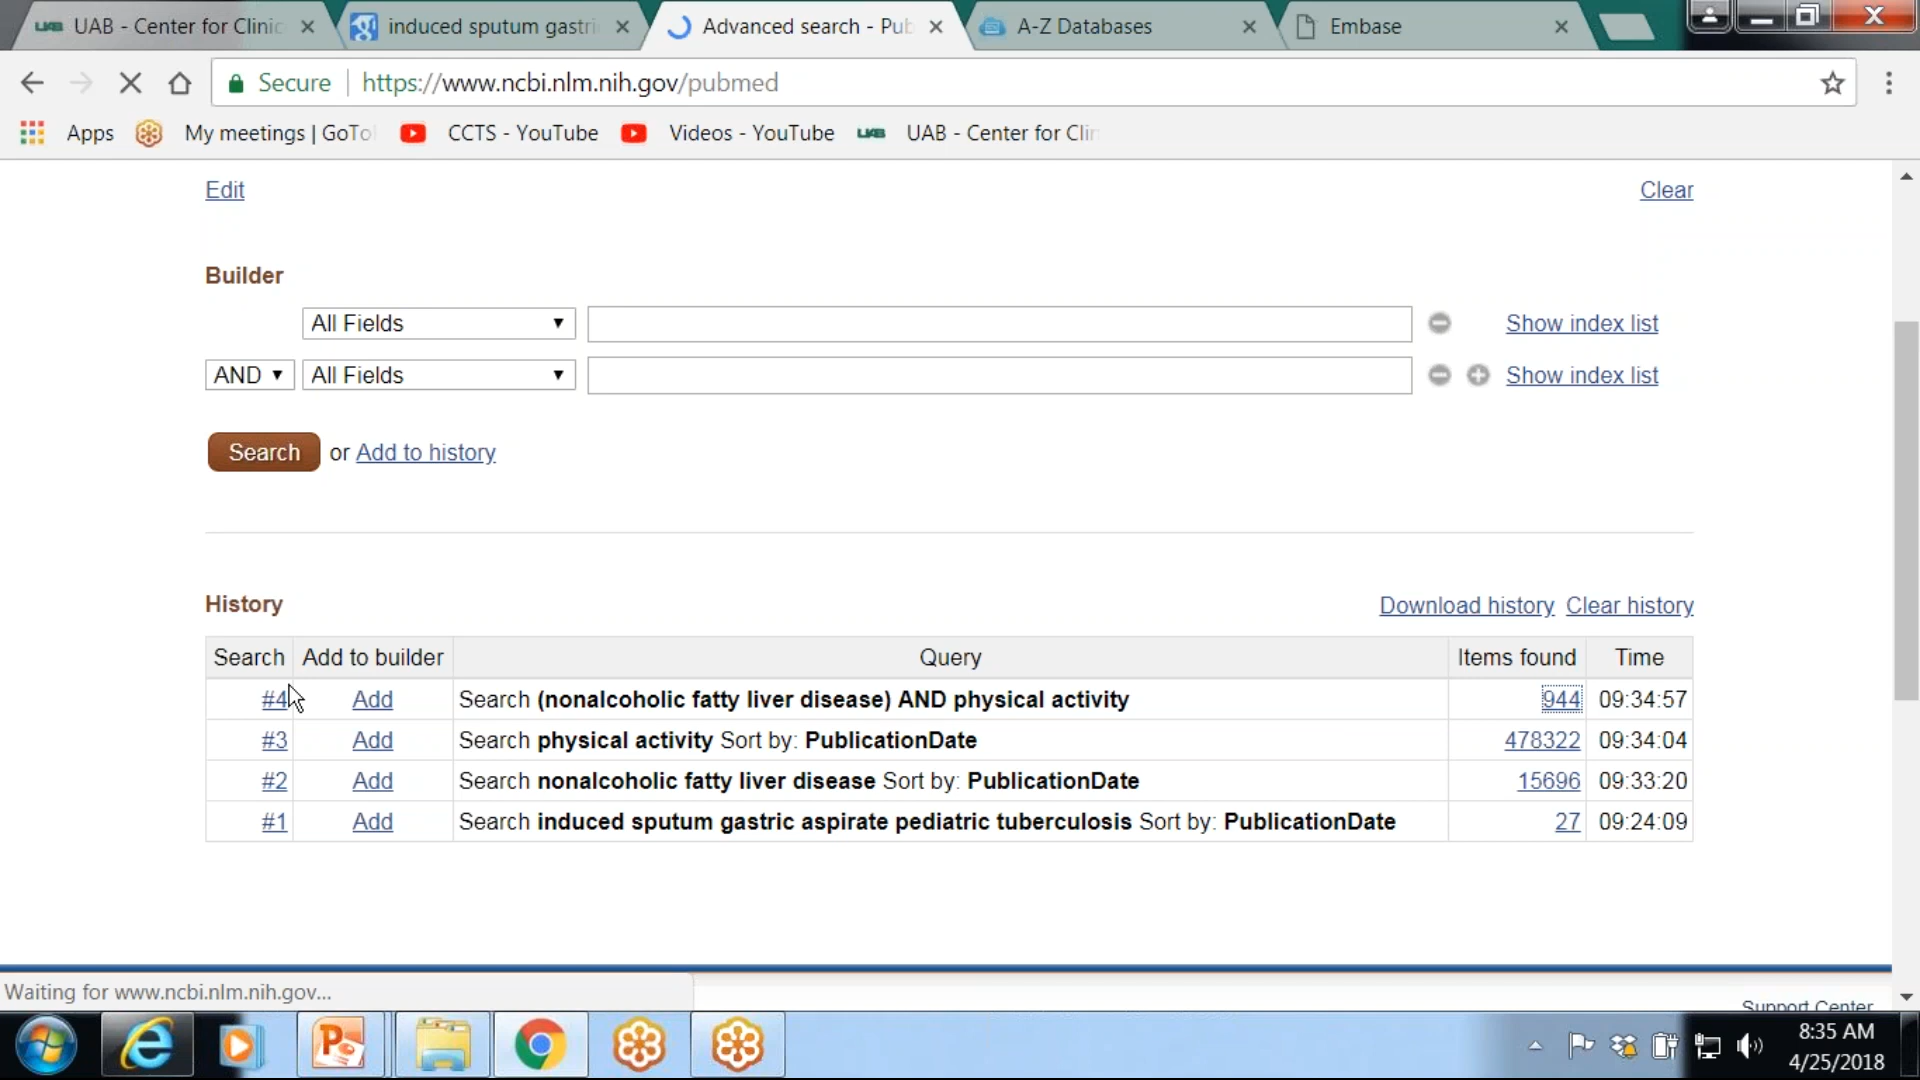 UAB - Center for Clinic
induced sputum gastri
Advanced search - Pub
A-Z Databases
Embase
Secure
https://www.ncbi.nlm.nih.gov/pubmed
Apps
My meetings | GoTo
CCTS - YouTube
Videos - YouTube
UAB - Center for Clin
Edit
Clear
Builder
All Fields
Show index list
AND
All Fields
Show index list
Search or Add to history
History
Download history Clear history
Search Add to builder Query Items found Time
#4 Add Search (nonalcoholic fatty liver disease) AND physical activity 944 09:34:57
#3 Add Search physical activity Sort by: PublicationDate 478322 09:34:04
#2 Add Search nonalcoholic fatty liver disease Sort by: PublicationDate 15696 09:33:20
#1 Add Search induced sputum gastric aspirate pediatric tuberculosis Sort by: PublicationDate 27 09:24:09
Waiting for www.ncbi.nlm.nih.gov...
Support Center
8:35 AM
4/25/2018